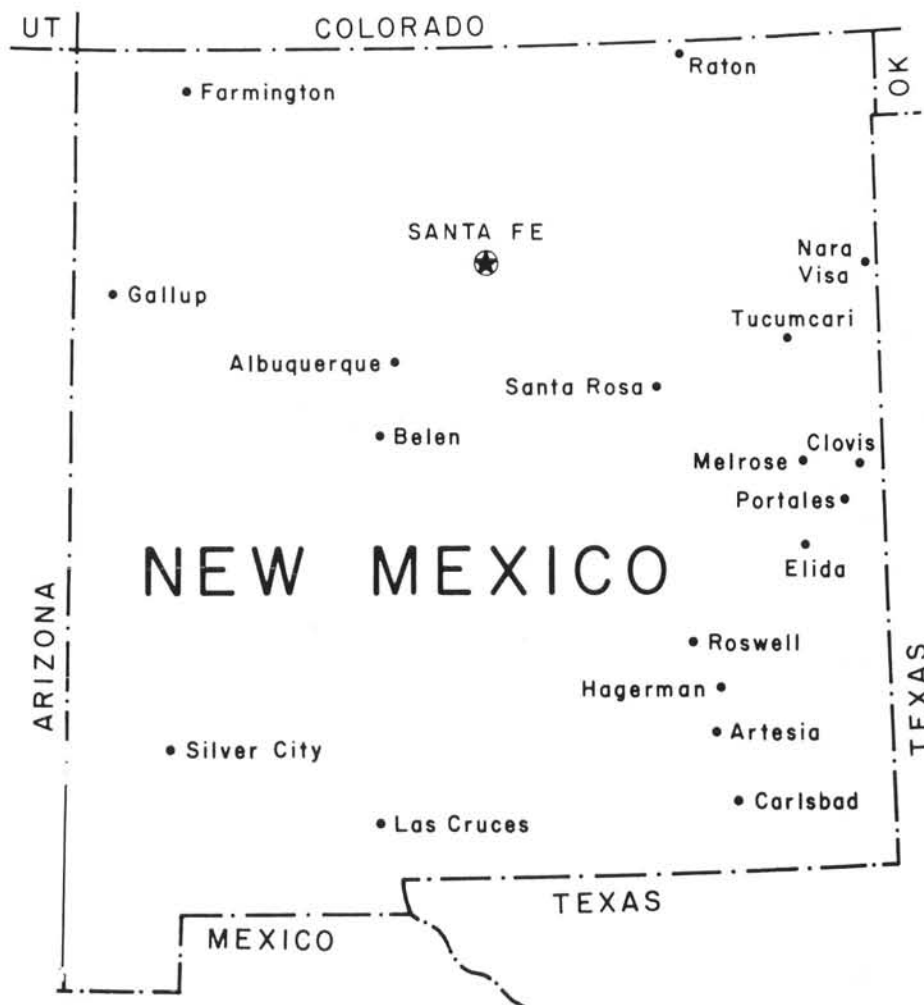 UT
COLORADO
OK
Raton
Farmington
SANTA FE
Nara
Visa
Gallup
Tucumcari
Albuquerque
Santa Rosa
Belen
Clovis
Melrose
Portales
NEW MEXICO
Elida
ARIZONA
Roswell
TEXAS
Hagerman
Artesia
Silver City
Carlsbad
Las Cruces
TEXAS
MEXICO